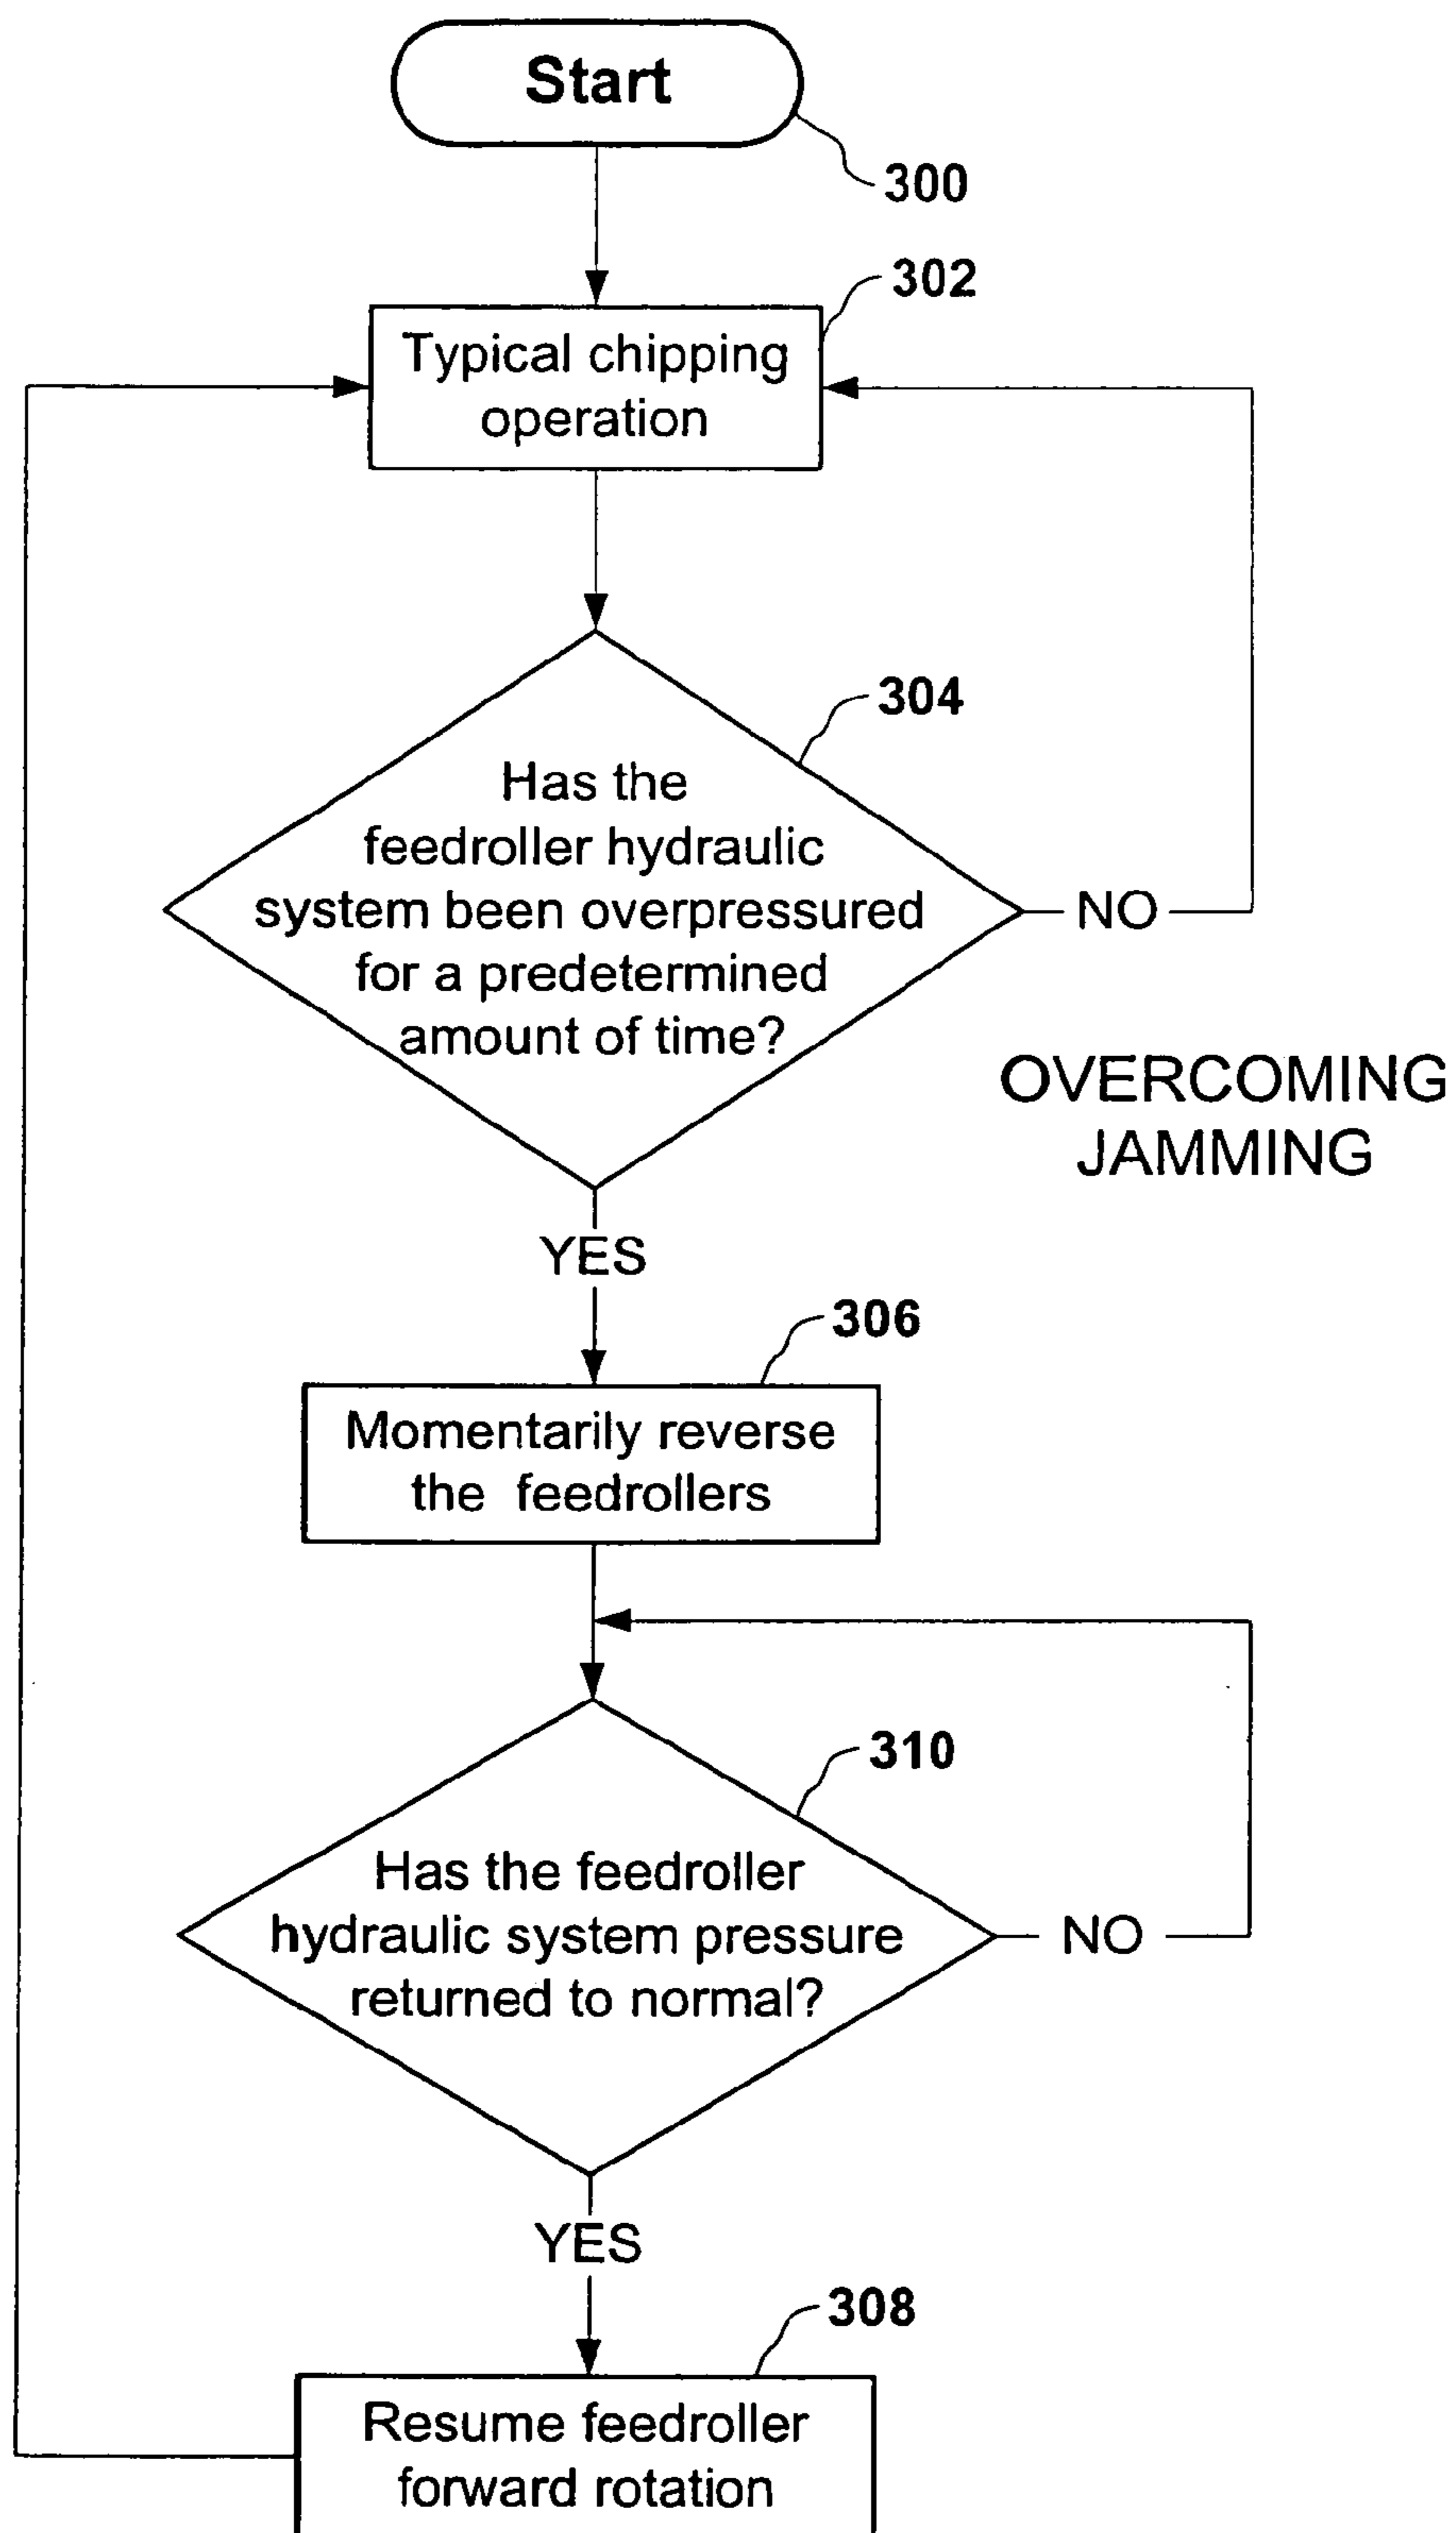 Start
300
302
Typical chipping
operation
304
Has the
feedroller hydraulic
system been overpressured
for a predetermined
amount of time?
NO
OVERCOMING
JAMMING
YES
306
Momentarily reverse
the feedrollers
310
Has the feedroller
hydraulic system pressure
returned to normal?
NO
YES
308
Resume feedroller
forward rotation